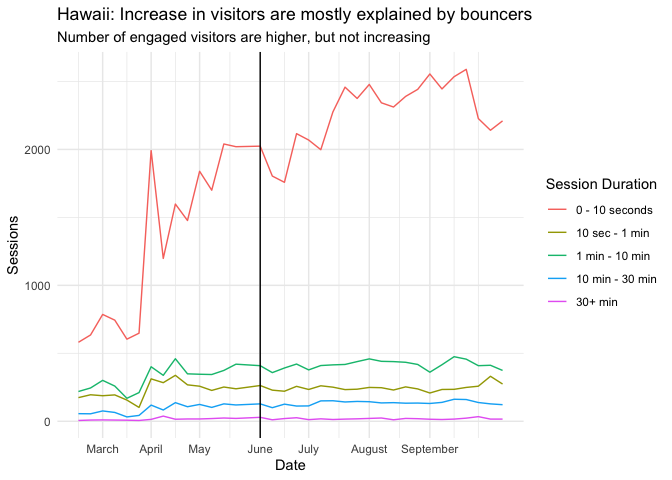 Hawaii: Increase in visitors are mostly explained by bouncers
Number of engaged visitors are higher, but not increasing
2000
1000
0
Sessions
March April May June July August September
Date
Session Duration
0 - 10 seconds
10 sec - 1 min
1 min - 10 min
10 min - 30 min
30+ min